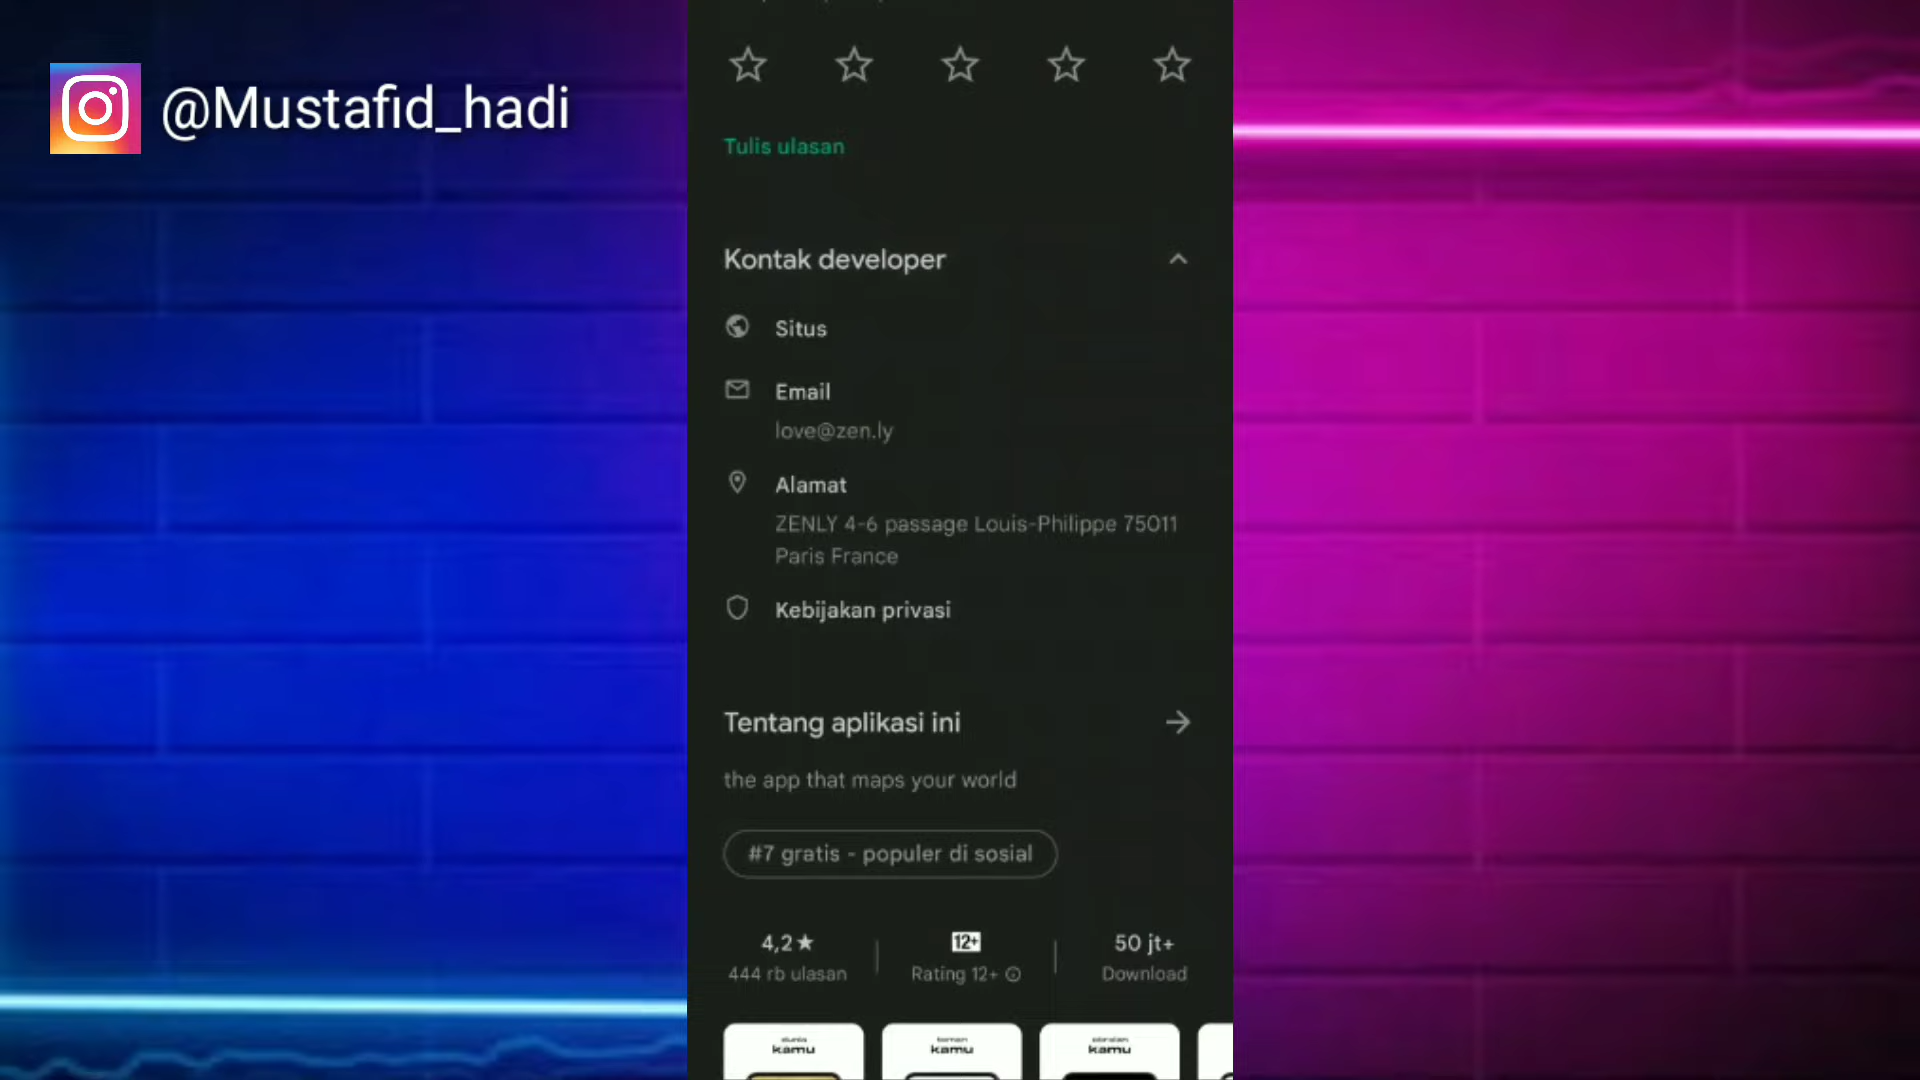 @Mustafid_hadi
Tulis ulasan
Kontak developer
Situs
Email
love@zen.ly
Alamat
ZENLY 4-6 passage Louis-Philippe 75011
Paris France
Kebijakan privasi
Tentang aplikasi ini
the app that maps your world
#7 gratis - populer di sosial
4,2★
444 rb ulasan
12+
Rating 12+
50 jt+
Download
dunia
kamu
teman
kamu
kamu